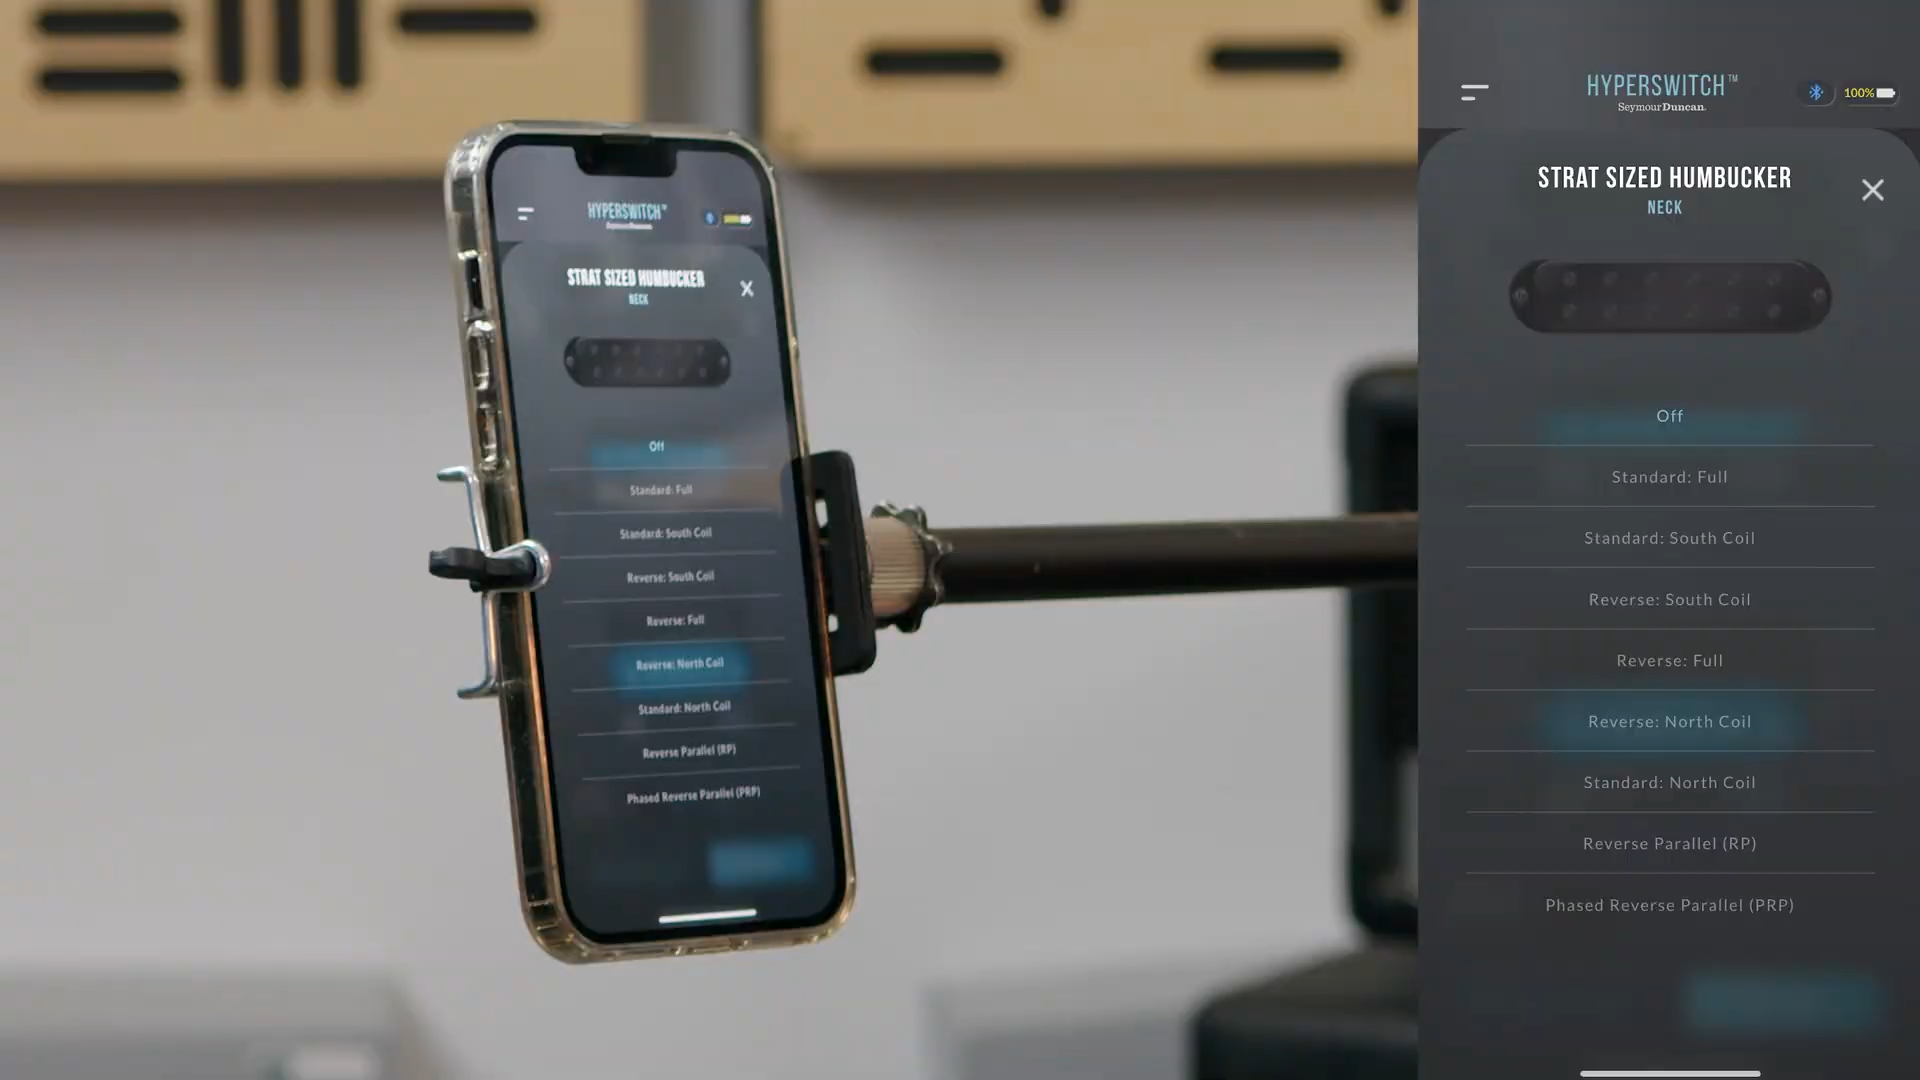 HYPERSWITCH™
SeymourDuncan
STRAT SIZED HUMBUCKER
NECK
Off
Standard: Full
Standard: South Coil
Reverse: South Coil
Reverse: Full
Reverse: North Coil
Standard: North Coil
Reverse Parallel (RP)
Phased Reverse Parallel (PRP)
HYPERSWITCH™
SeymourDuncan.
100%
STRAT SIZED HUMBUCKER
NECK
Off
Standard: Full
Standard: South Coil
Reverse: South Coil
Reverse: Full
Reverse: North Coil
Standard: North Coil
Reverse Parallel (RP)
Phased Reverse Parallel (PRP)